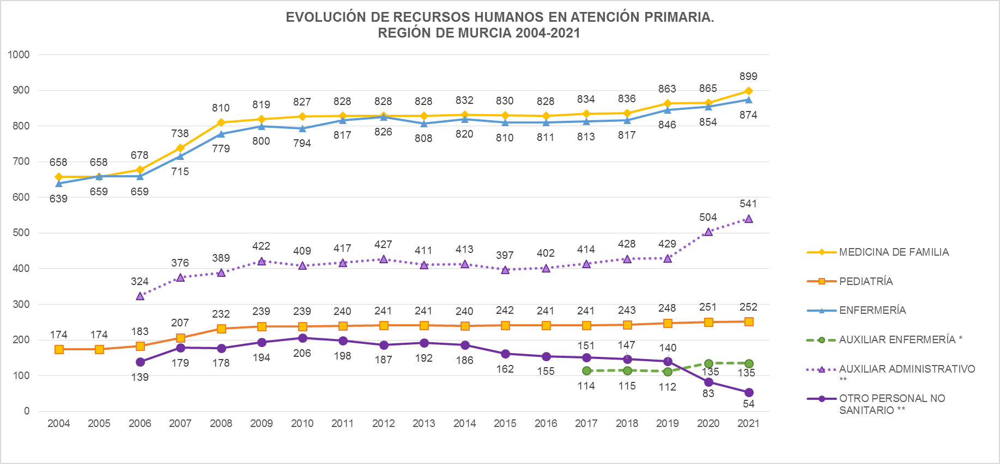 EVOLUCIÓN DE RECURSOS HUMANOS EN ATENCIÓN PRIMARIA.
REGIÓN DE MURCIA 2004-2021
1000
900
800
700
600
500
400
300
200
100
0
658 658 678 738 810 819 827 828 828 828 832 830 828 834 836 863 865 899
639 659 659 715 779 800 794 817 826 808 820 810 811 813 817 846 854 874
324 376 389 422 409 417 427 411 413 397 402 414 428 429 504 541
174 174 183 207 232 239 239 240 241 241 240 242 241 241 243 248 251 252
139 179 178 194 206 198 187 192 186 162 155 151 147 140 83 54
114 115 112 135 135
2004 2005 2006 2007 2008 2009 2010 2011 2012 2013 2014 2015 2016 2017 2018 2019 2020 2021
MEDICINA DE FAMILIA
PEDIATRÍA
ENFERMERÍA
AUXILIAR ENFERMERÍA *
AUXILIAR ADMINISTRATIVO
**
OTRO PERSONAL NO
SANITARIO **